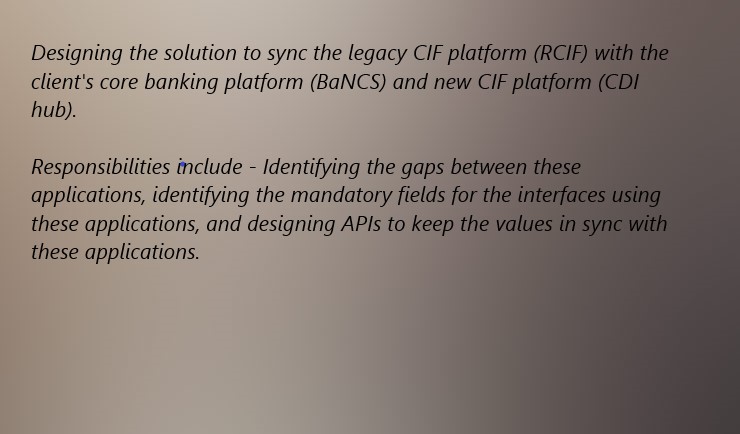 Designing the solution to sync the legacy CIF platform (RCIF) with the
client's core banking platform (BaNCS) and new CIF platform (CDI
hub).
Responsibilities include - Identifying the gaps between these
applications, identifying the mandatory fields for the interfaces using
these applications, and designing APIs to keep the values in sync with
these applications.